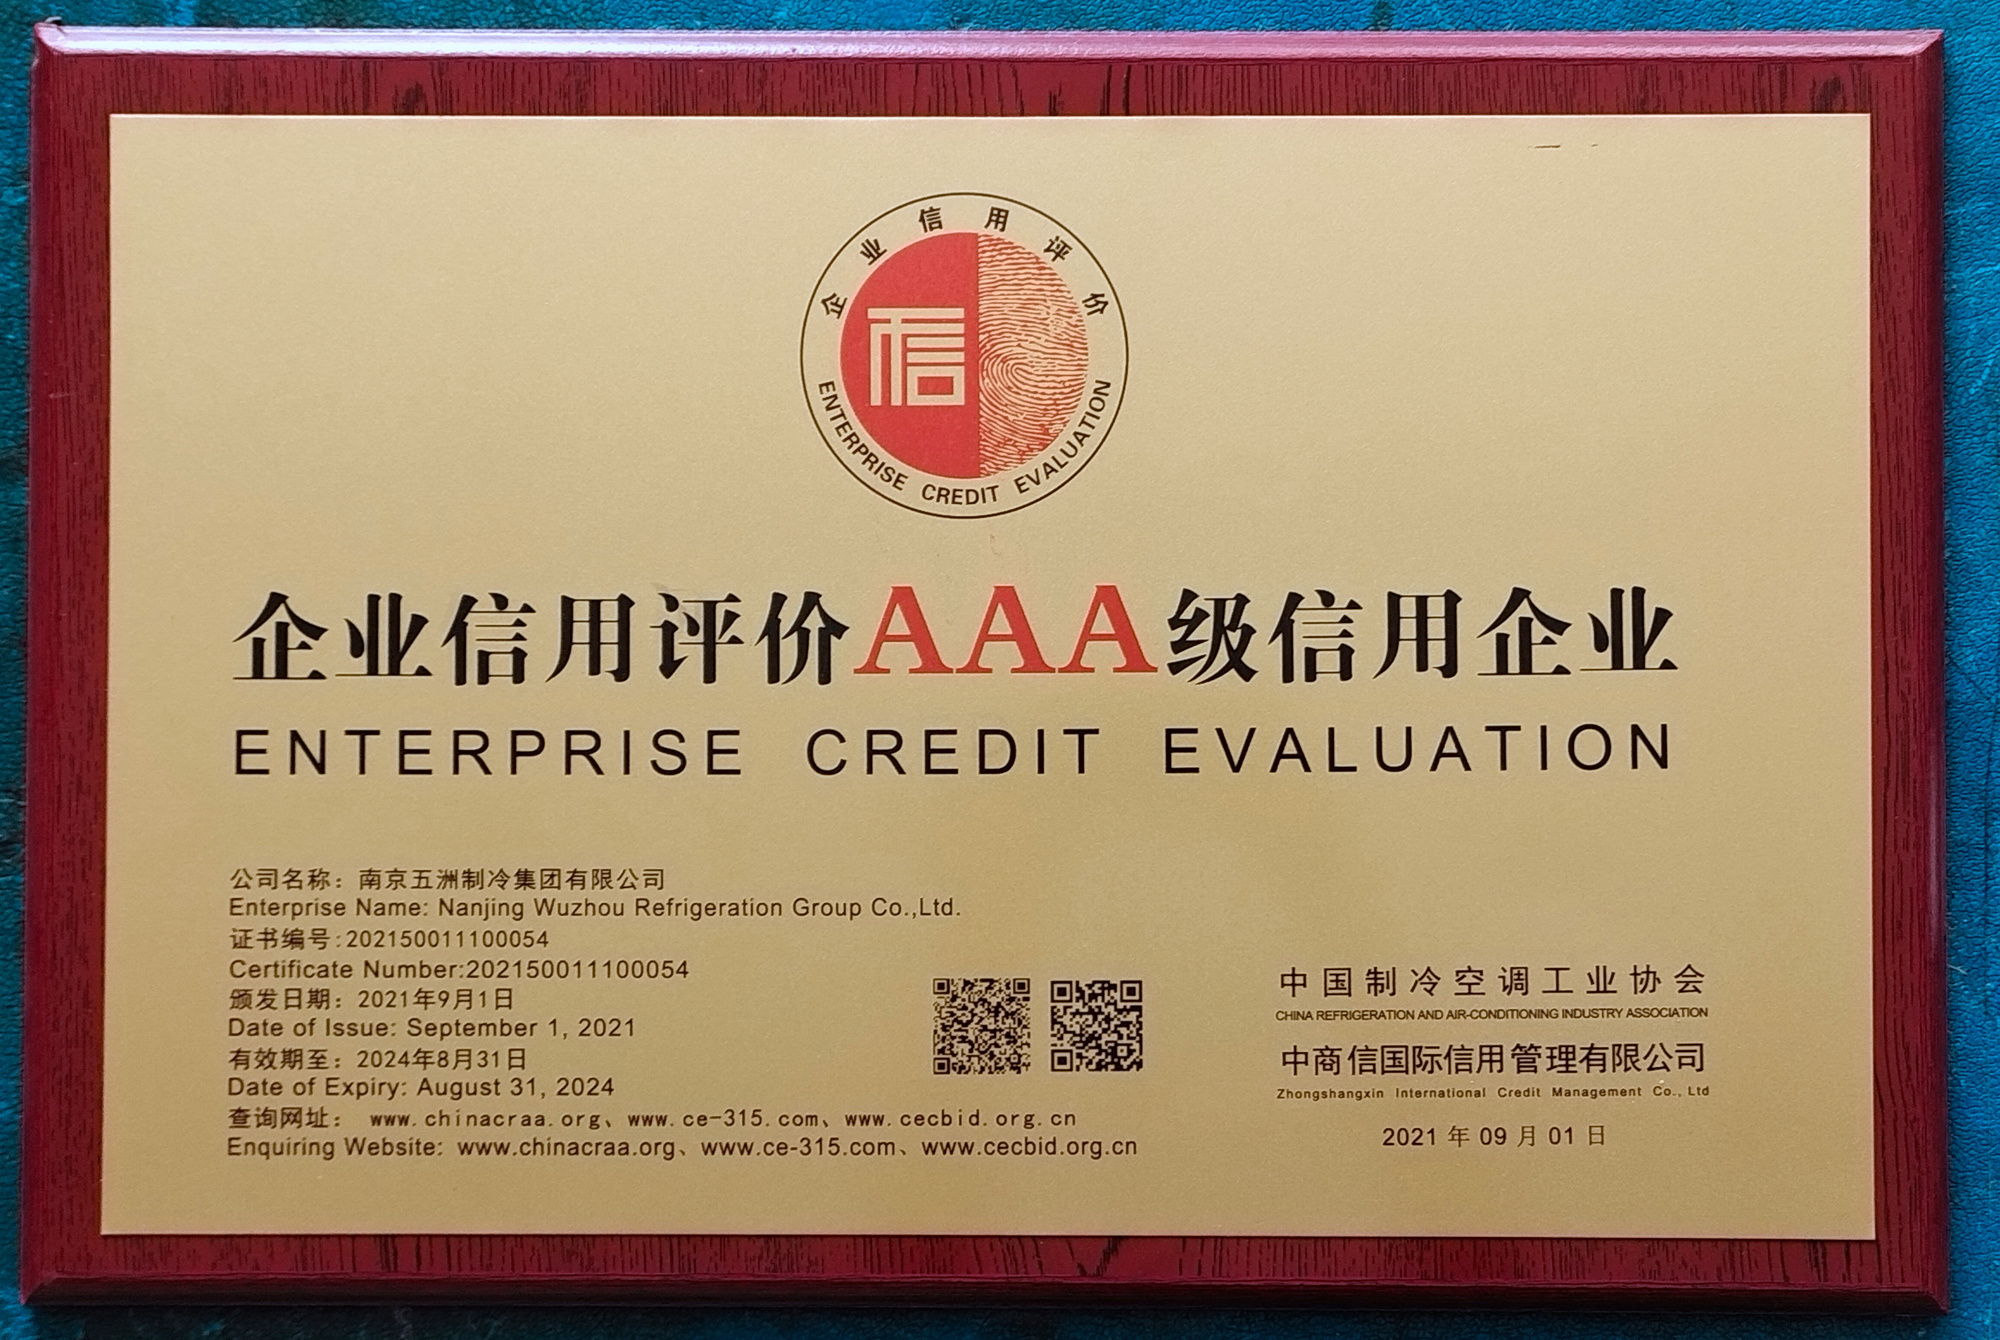 企业信用评价
信
ENTERPRISE CREDIT EVALUATION
企业信用评价AAA级信用企业
ENTERPRISE CREDIT EVALUATION
公司名称：南京五洲制冷集团有限公司
Enterprise Name: Nanjing Wuzhou Refrigeration Group Co.,Ltd.
证书编号:202150011100054
Certificate Number:202150011100054
颁发日期：2021年9月1日
Date of Issue: September 1, 2021
有效期至：2024年8月31日
Date of Expiry: August 31, 2024
查询网址： www.chinacraa.org、www.ce-315.com、www.cecbid.org.cn
Enquiring Website: www.chinacraa.org、www.ce-315.com、www.cecbid.org.cn
中国制冷空调工业协会
CHINA REFRIGERATION AND AIR-CONDITIONING INDUSTRY ASSOCIATION
中商信国际信用管理有限公司
Zhongshangxin International Credit Management Co., Ltd
2021 年 09 月 01 日